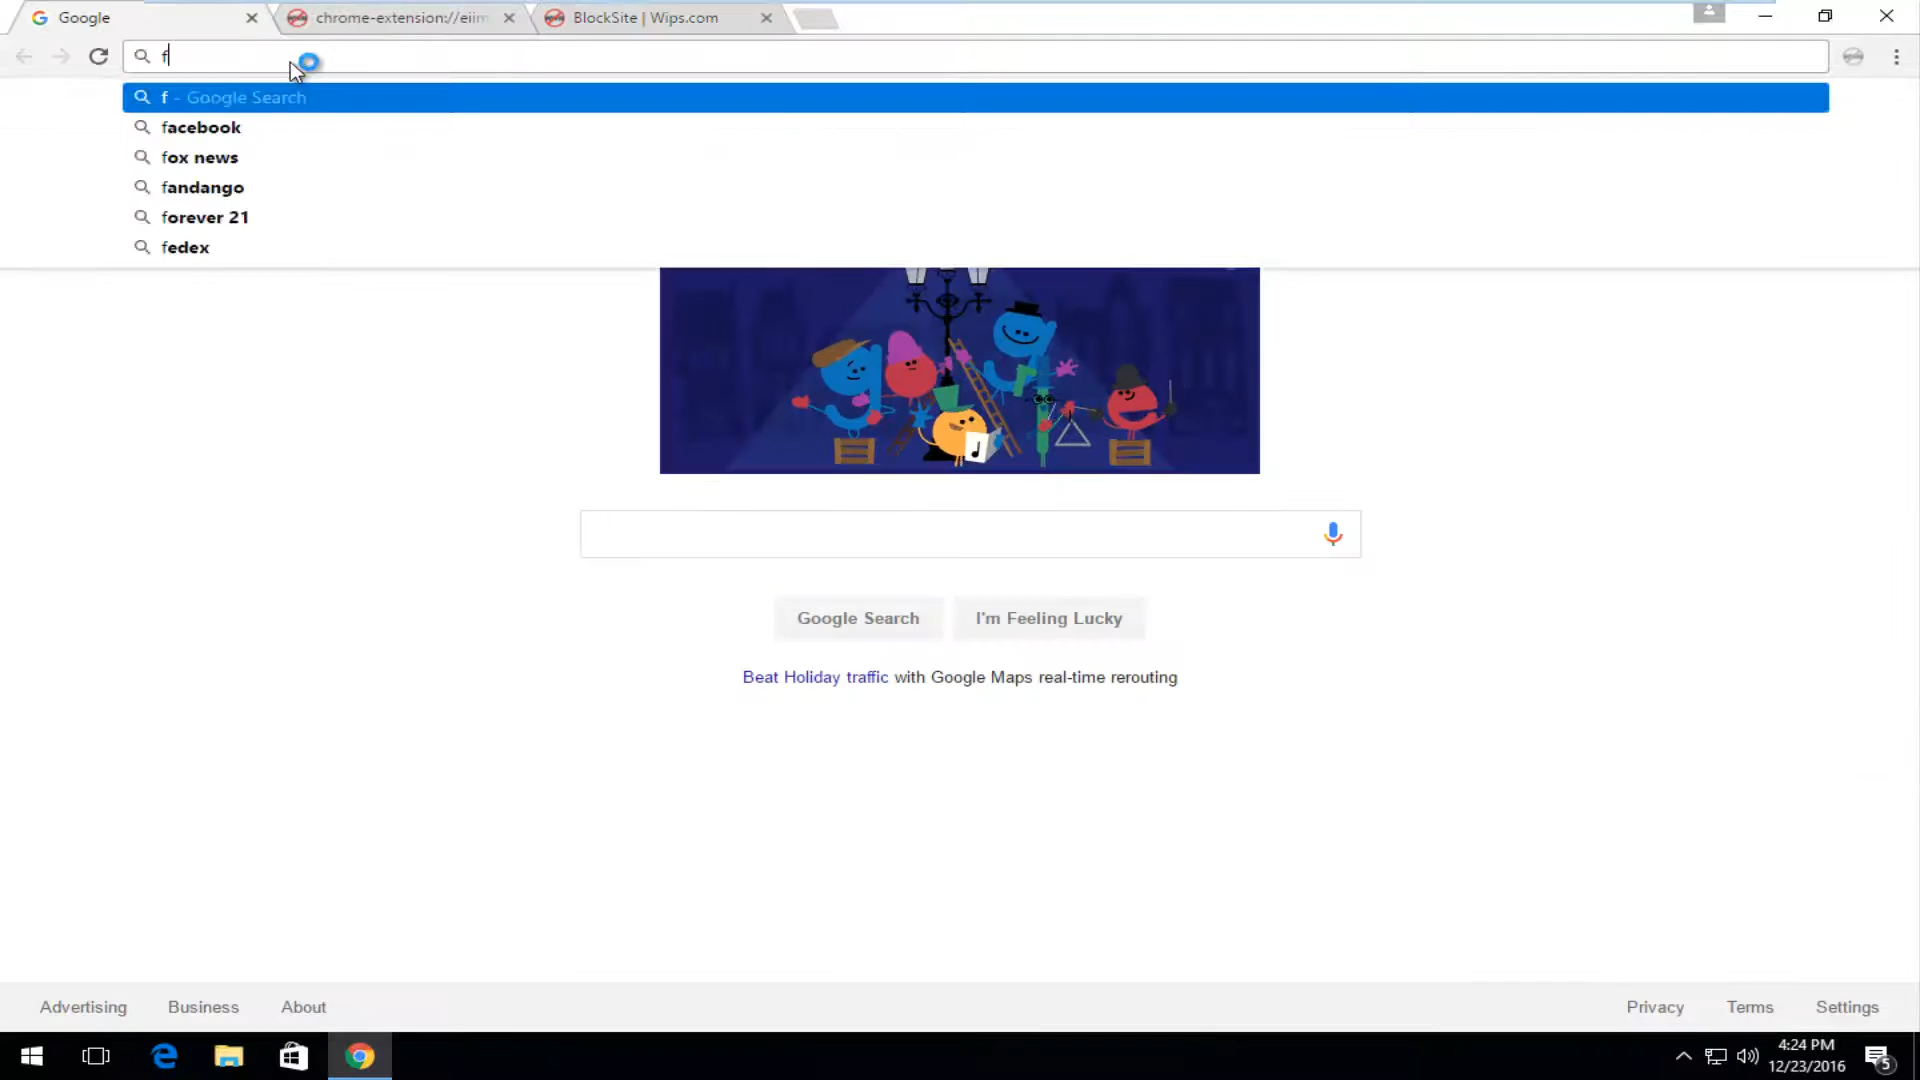 Google
chrome-extension://eiim
BlockSite | Wips.com
f
f - Google Search
facebook
fox news
fandango
forever 21
fedex
Google Search
I'm Feeling Lucky
Beat Holiday traffic with Google Maps real-time rerouting
Advertising
Business
About
Privacy
Terms
Settings
4:24 PM
12/23/2016
5